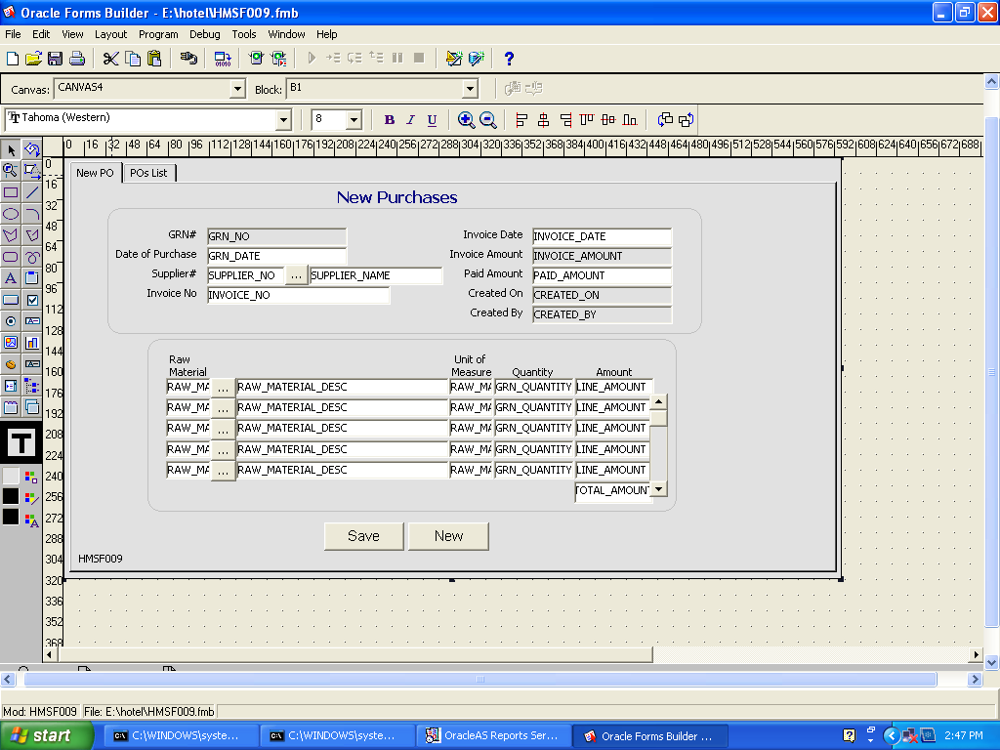 Oracle Forms Builder - E:\hotel\HMSF009.fmb
File Edit View Layout Program Debug Tools Window Help
Canvas: CANVAS4 Block: B1
Tahoma (Western) 8 B I U
0 16 32 48 64 80 96 112 128 144 160 176 192 208 224 240 256 272 288 304 320 336 352 368 384 400 416 432 448 464 480 496 512 528 544 560 576 592 608 624 640 656 672 688
0
16
32
48
64
80
96
112
128
144
160
176
192
208
224
240
256
272
288
304
320
336
352
368
New PO POs List
New Purchases
GRN# GRN_NO Invoice Date INVOICE_DATE
Date of Purchase GRN_DATE Invoice Amount INVOICE_AMOUNT
Supplier# SUPPLIER_NO ... SUPPLIER_NAME Paid Amount PAID_AMOUNT
Invoice No INVOICE_NO Created On CREATED_ON
Created By CREATED_BY
Raw Unit of
Material Measure Quantity Amount
RAW_MA ... RAW_MATERIAL_DESC RAW_MA GRN_QUANTITY LINE_AMOUNT
RAW_MA ... RAW_MATERIAL_DESC RAW_MA GRN_QUANTITY LINE_AMOUNT
RAW_MA ... RAW_MATERIAL_DESC RAW_MA GRN_QUANTITY LINE_AMOUNT
RAW_MA ... RAW_MATERIAL_DESC RAW_MA GRN_QUANTITY LINE_AMOUNT
RAW_MA ... RAW_MATERIAL_DESC RAW_MA GRN_QUANTITY LINE_AMOUNT
TOTAL_AMOUNT
Save New
HMSF009
Mod: HMSF009 File: E:\hotel\HMSF009.fmb
start C:\WINDOWS\system... C:\WINDOWS\system... OracleAS Reports Ser... Oracle Forms Builder ... 2:47 PM